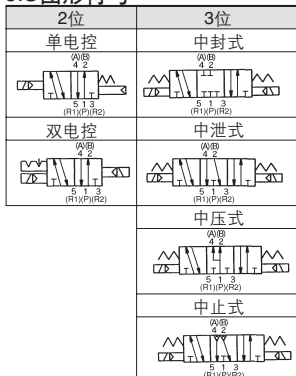 2位 3位
单电控 中封式
(A)(B) (A)(B)
4 2 4 2
5 1 3 5 1 3
(R1)(P)(R2) (R1)(P)(R2)
双电控 中泄式
(A)(B) (A)(B)
4 2 4 2
5 1 3 5 1 3
(R1)(P)(R2) (R1)(P)(R2)
中压式
(A)(B)
4 2
5 1 3
(R1)(P)(R2)
中止式
(A)(B)
4 2
5 1 3
(R1)(P)(R2)